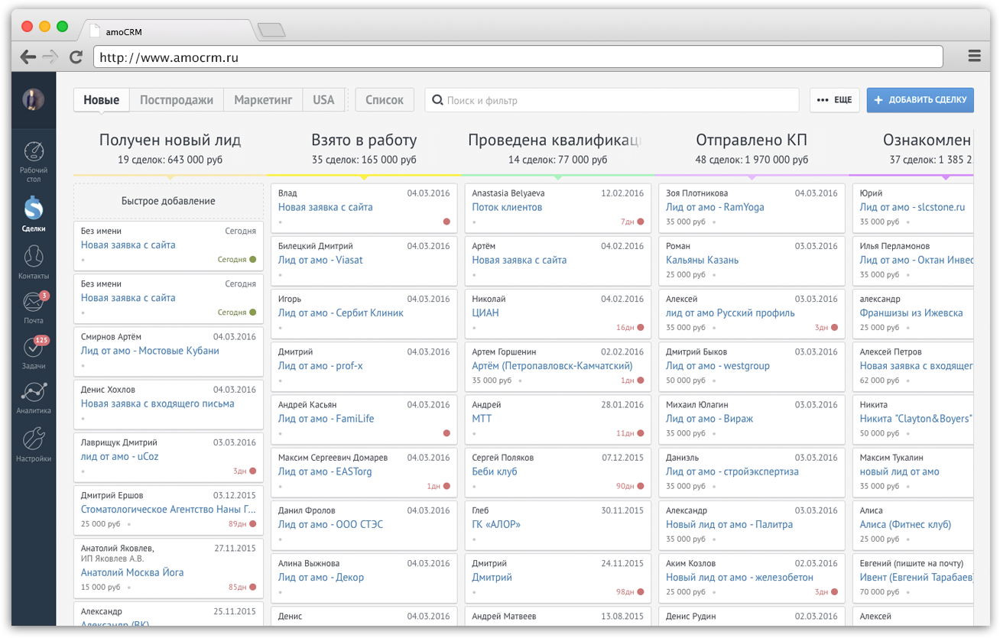 amoCRM
http://www.amocrm.ru
Новые
Постпродажи
Маркетинг
USA
Список
Поиск и фильтр
••• ЕЩЕ
+ ДОБАВИТЬ СДЕЛКУ
Рабочий
стол
Сделки
Контакты
3
Почта
125
Задачи
Аналитика
Настройки
Получен новый лид
19 сделок: 643 000 руб
Быстрое добавление
Без имени Сегодня
Новая заявка с сайта
Сегодня
Без имени Сегодня
Новая заявка с сайта
Сегодня
Смирнов Артём 04.03.2016
Лид от амо - Мостовые Кубани
Денис Хохлов 04.03.2016
Новая заявка с входящего письма
Лаврищук Дмитрий 03.03.2016
лид от амо - uCoz
3дн
Дмитрий Ершов 03.12.2015
Стоматологическое Агентство Наны Г...
25 000 руб 89дн
Анатолий Яковлев, 27.11.2015
ИП Яковлев А.В.
Анатолий Москва Йога
15 000 руб 85дн
Александр 25.11.2015
Александр (ВК)
Взято в работу
35 сделок: 165 000 руб
Влад 04.03.2016
Новая заявка с сайта
Билецкий Дмитрий 04.03.2016
Лид от амо - Viasat
Игорь 04.03.2016
Лид от амо - Сербит Клиник
Дмитрий 04.03.2016
Лид от амо - prof-x
Андрей Касьян 04.03.2016
Лид от амо - FamiLife
Максим Сергеевич Домарев 04.03.2016
Лид от амо - EASTorg
1дн
Данил Фролов 04.03.2016
Лид от амо - ООО СТЭС
Алина Выжнова 04.03.2016
Лид от амо - Декор
Денис 04.03.2016
Проведена квалификац
14 сделок: 77 000 руб
Anastasia Belyaeva 12.02.2016
Поток клиентов
7дн
Артём 04.02.2016
Новая заявка с сайта
Николай 04.02.2016
ЦИАН
16дн
Артем Горшенин 02.02.2016
Артём (Петропавловск-Камчатский)
35 000 руб 1дн
Андрей 28.01.2016
МТТ
11дн
Сергей Поляков 07.12.2015
Беби клуб
90дн
Глеб 30.11.2015
ГК «АЛОР»
Дмитрий 24.11.2015
Дмитрий
98дн
Андрей Матвеев 13.08.2015
Отправлено КП
48 сделок: 1 970 000 руб
Зоя Плотникова 04.03.2016
Лид от амо - RamYoga
35 000 руб
Роман 03.03.2016
Кальяны Казань
25 000 руб
Алексей 03.03.2016
лид от амо Русский профиль
35 000 руб 3дн
Дмитрий Быков 03.03.2016
Лид от амо - westgroup
50 000 руб
Михаил Юлагин 03.03.2016
Лид от амо - Вираж
35 000 руб
Даниэль 03.03.2016
Лид от амо - стройэкспертиза
35 000 руб
Александр 03.03.2016
Новый лид от амо - Палитра
35 000 руб
Аким Козлов 02.03.2016
Новый лид от амо - железобетон
25 000 руб 3дн
Денис Рудин 02.03.2016
Ознакомлен
37 сделок: 1 385 2
Юрий
Лид от амо - slcstone.ru
35 000 руб
Илья Перламонов
Лид от амо - Октан Инвес
35 000 руб
александр
Франшизы из Ижевска
25 000 руб
Алексей Петров
Новая заявка с входящег
62 000 руб
Никита
Никита "Clayton&Boyers"
50 000 руб
Максим Тукалин
новый лид от амо
35 000 руб
Алиса
Алиса (Фитнес клуб)
25 000 руб
Евгений (пишите на почту)
Ивент (Евгений Тарабаев)
70 000 руб
Алексей